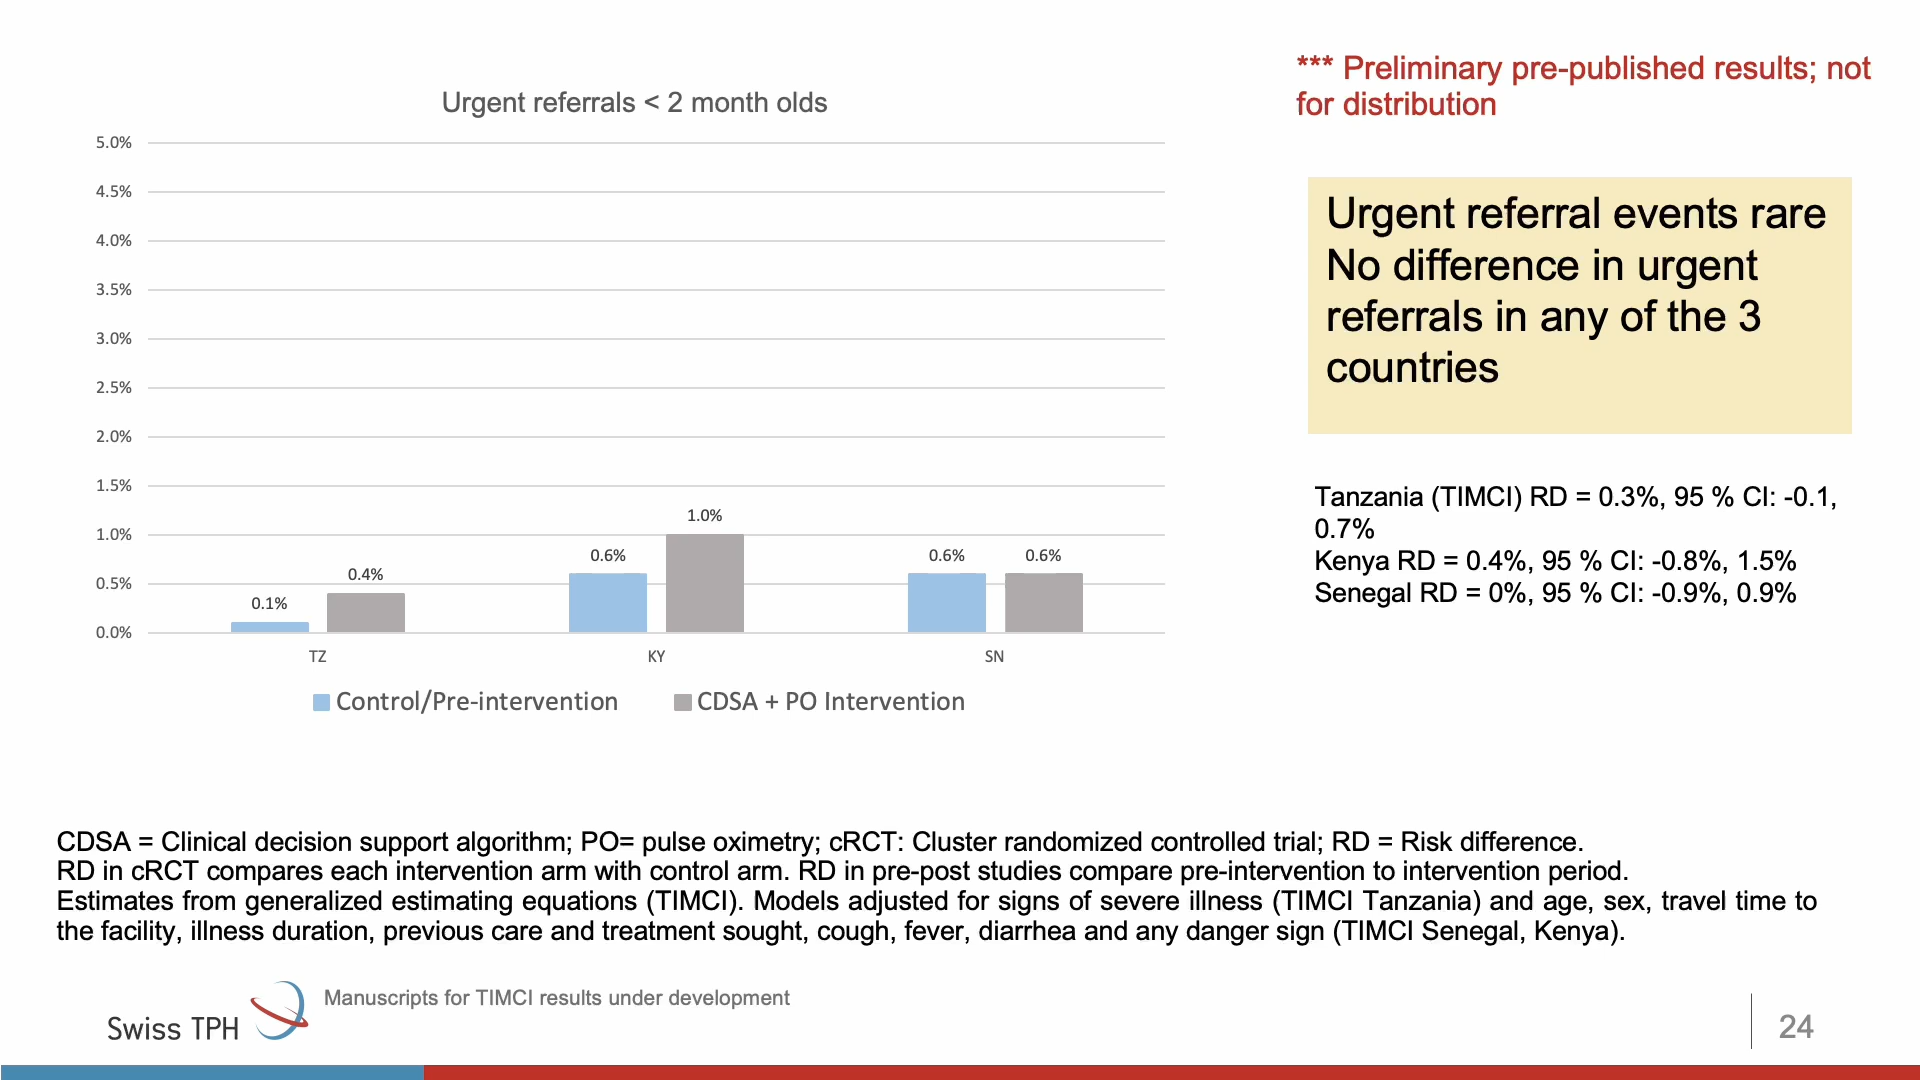 *** Preliminary pre-published results; not
for distribution
Urgent referrals < 2 month olds
5.0%
4.5%
4.0%
3.5%
3.0%
2.5%
2.0%
1.5%
1.0%
0.5%
0.0%
0.1%
0.4%
0.6%
1.0%
0.6%
0.6%
TZ
KY
SN
Control/Pre-intervention
CDSA + PO Intervention
Urgent referral events rare
No difference in urgent
referrals in any of the 3
countries
Tanzania (TIMCI) RD = 0.3%, 95 % CI: -0.1,
0.7%
Kenya RD = 0.4%, 95 % CI: -0.8%, 1.5%
Senegal RD = 0%, 95 % CI: -0.9%, 0.9%
CDSA = Clinical decision support algorithm; PO= pulse oximetry; cRCT: Cluster randomized controlled trial; RD = Risk difference.
RD in cRCT compares each intervention arm with control arm. RD in pre-post studies compare pre-intervention to intervention period.
Estimates from generalized estimating equations (TIMCI). Models adjusted for signs of severe illness (TIMCI Tanzania) and age, sex, travel time to
the facility, illness duration, previous care and treatment sought, cough, fever, diarrhea and any danger sign (TIMCI Senegal, Kenya).
Manuscripts for TIMCI results under development
Swiss TPH
24